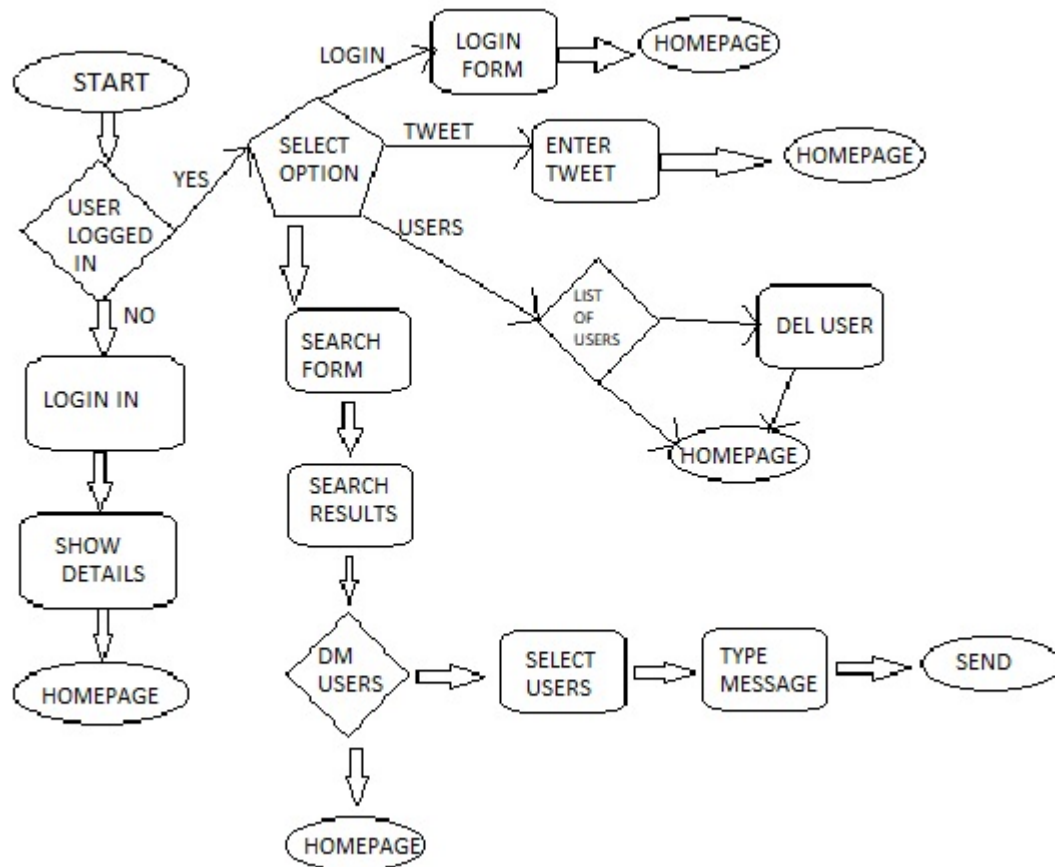 START
USER
LOGGED
IN
YES
NO
LOGIN IN
SHOW
DETAILS
HOMEPAGE
SELECT
OPTION
LOGIN
LOGIN
FORM
HOMEPAGE
TWEET
ENTER
TWEET
HOMEPAGE
USERS
LIST
OF
USERS
DEL USER
HOMEPAGE
SEARCH
FORM
SEARCH
RESULTS
DM
USERS
SELECT
USERS
TYPE
MESSAGE
SEND
HOMEPAGE